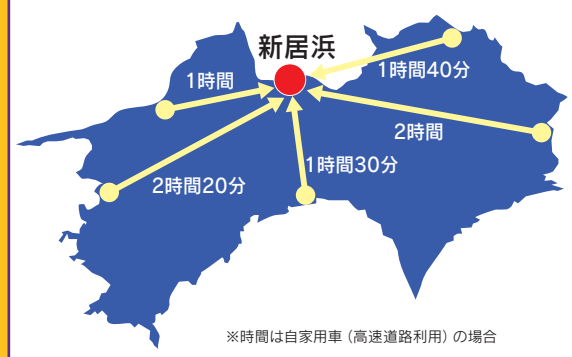 新居浜
1時間40分
1時間
2時間
1時間30分
2時間20分
※時間は自家用車（高速道路利用）の場合